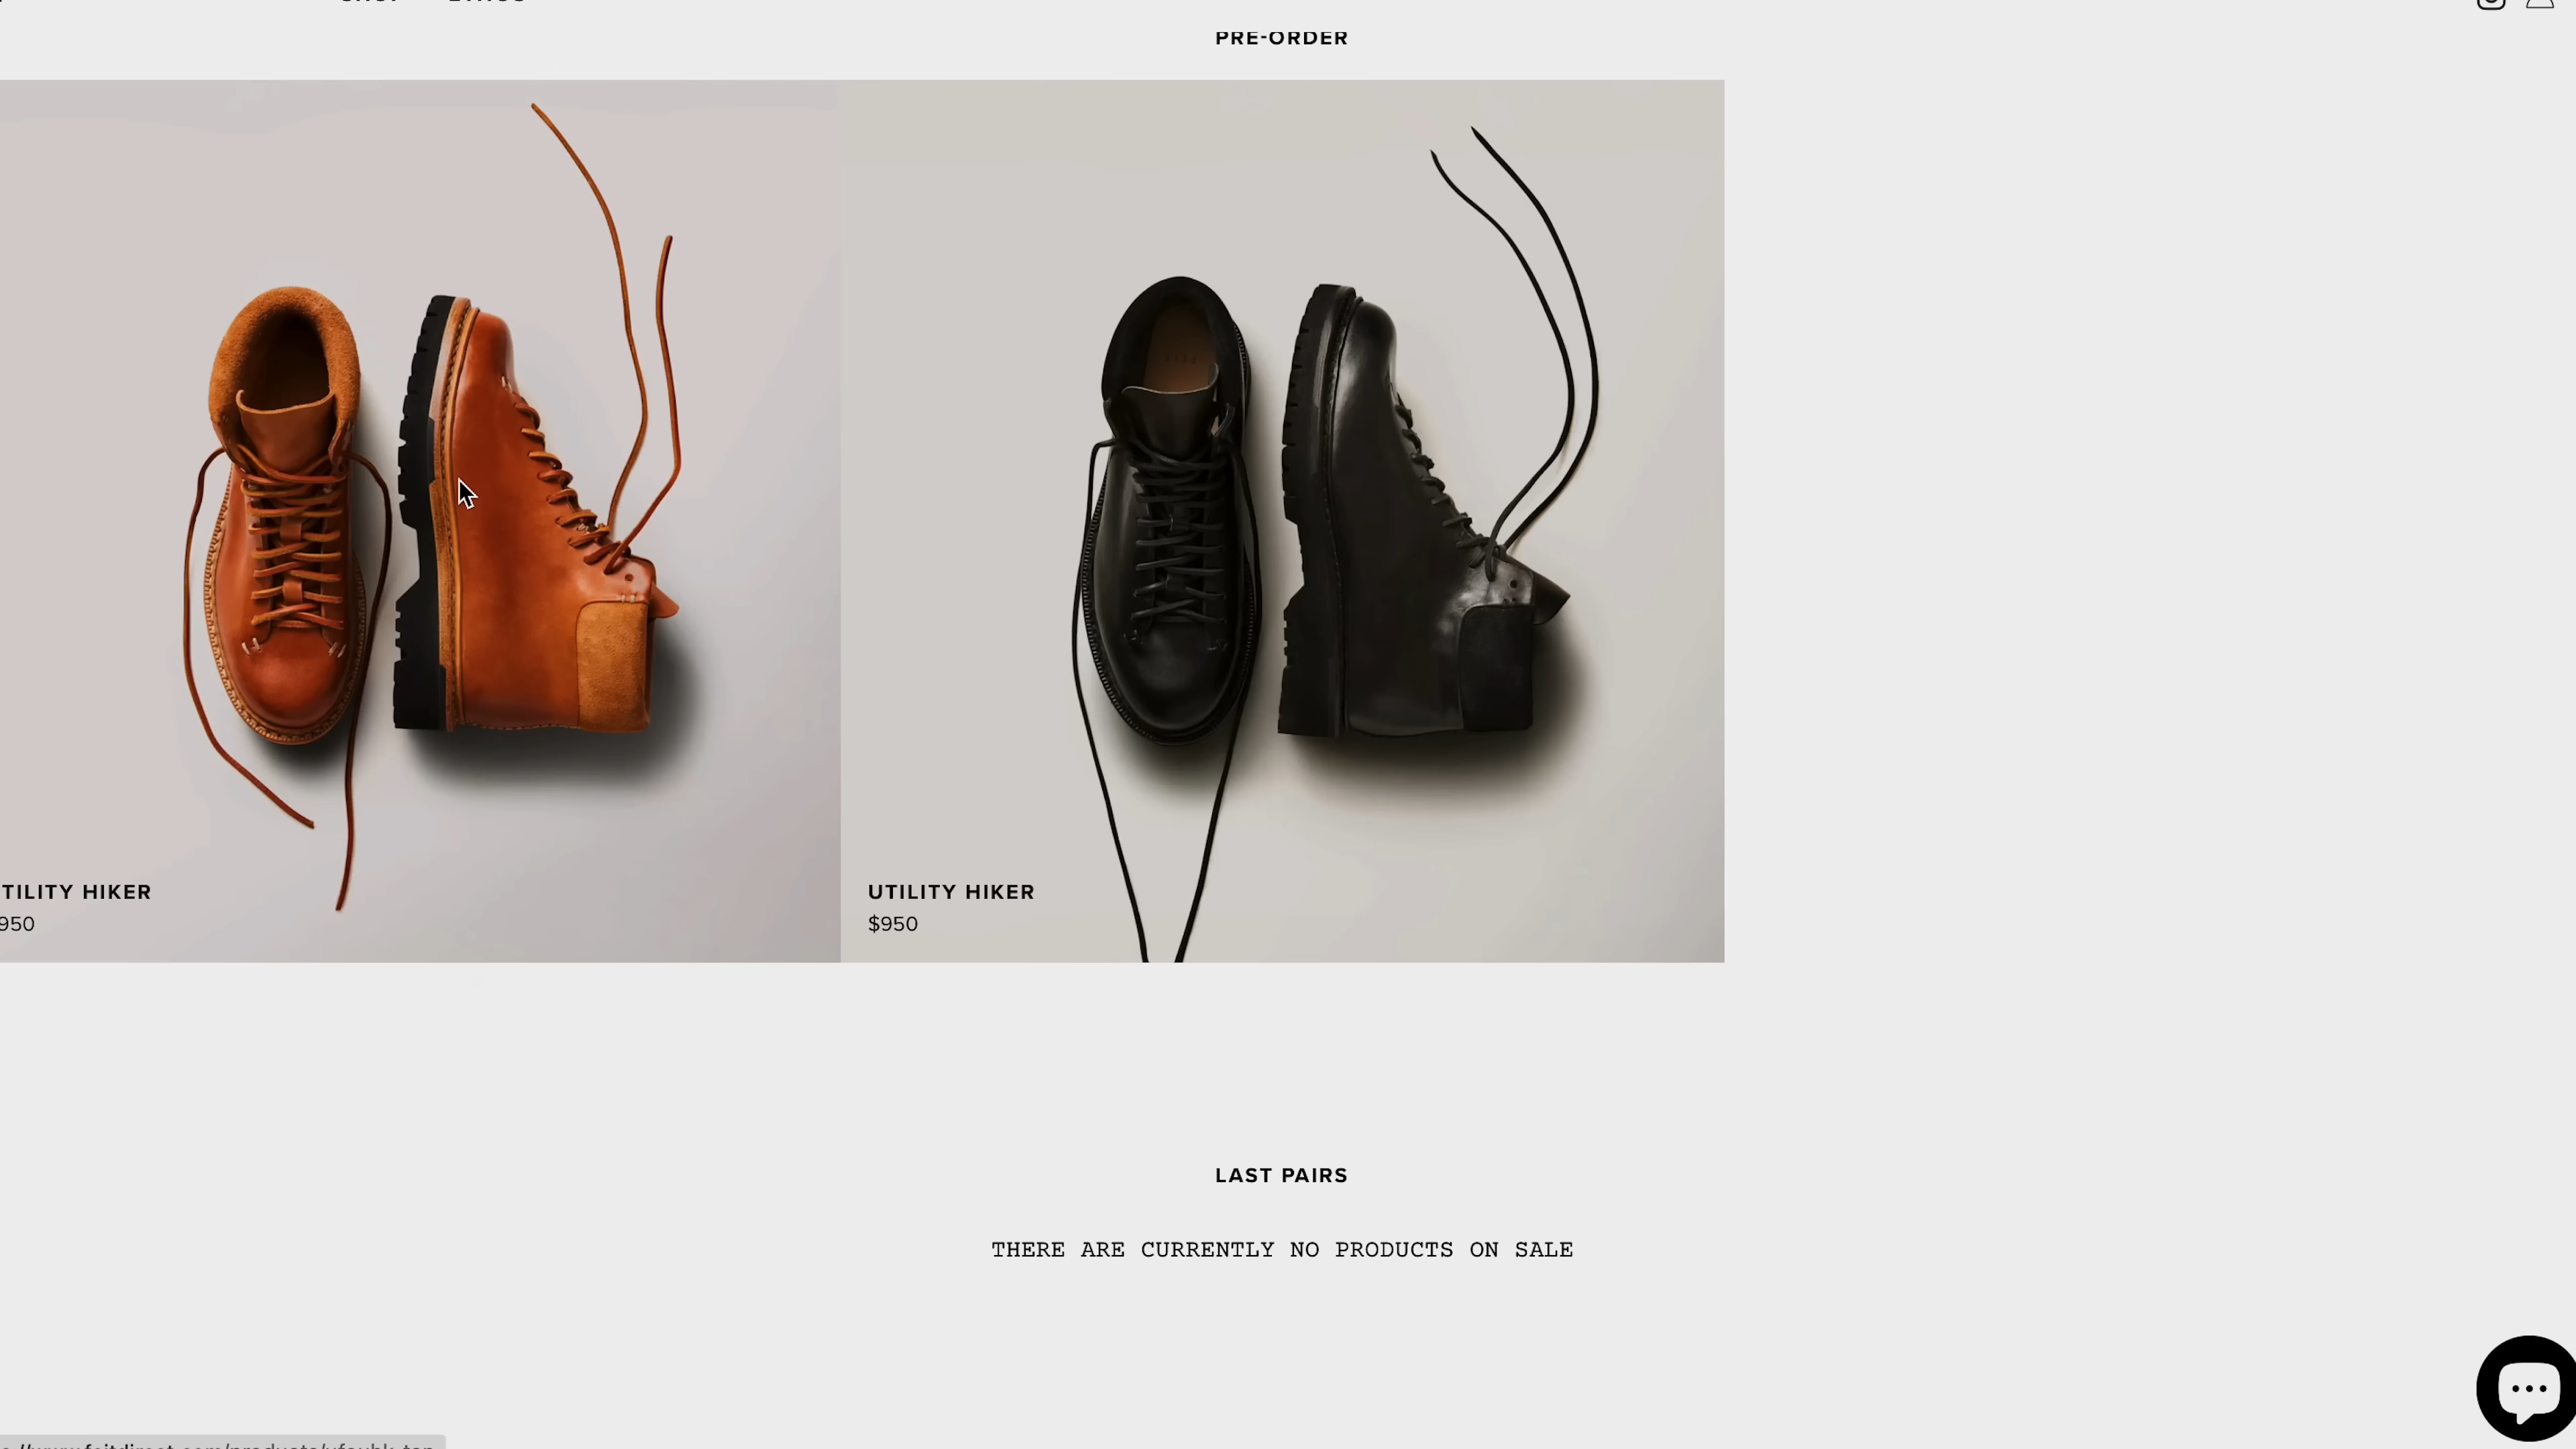 PRE-ORDER
TILITY HIKER
950
UTILITY HIKER
$950
LAST PAIRS
THERE ARE CURRENTLY NO PRODUCTS ON SALE